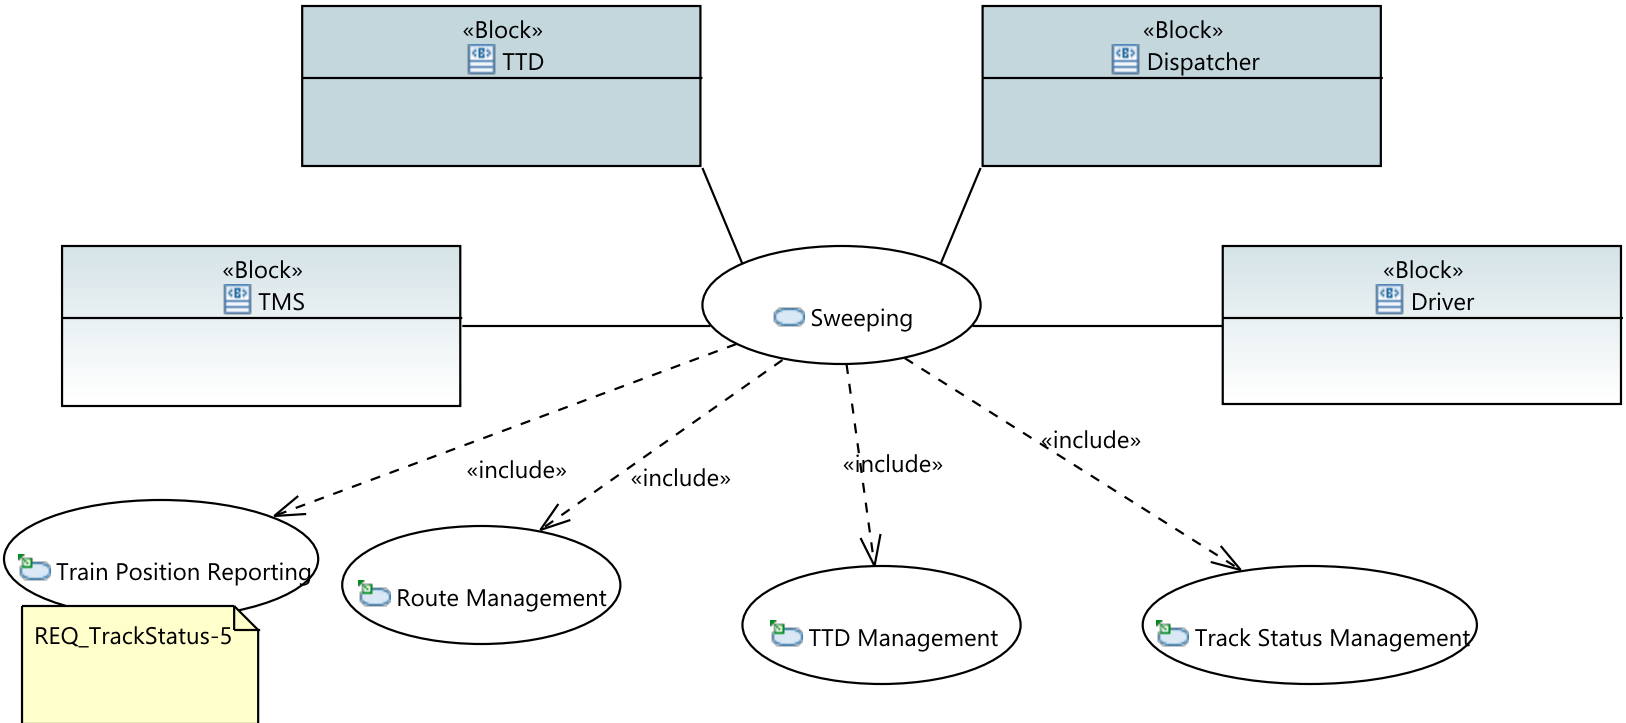 «Block»
TTD
«Block»
Dispatcher
«Block»
TMS
«Block»
Driver
Sweeping
«include»
«include»
«include»
«include»
Train Position Reporting
Route Management
TTD Management
Track Status Management
REQ_TrackStatus-5